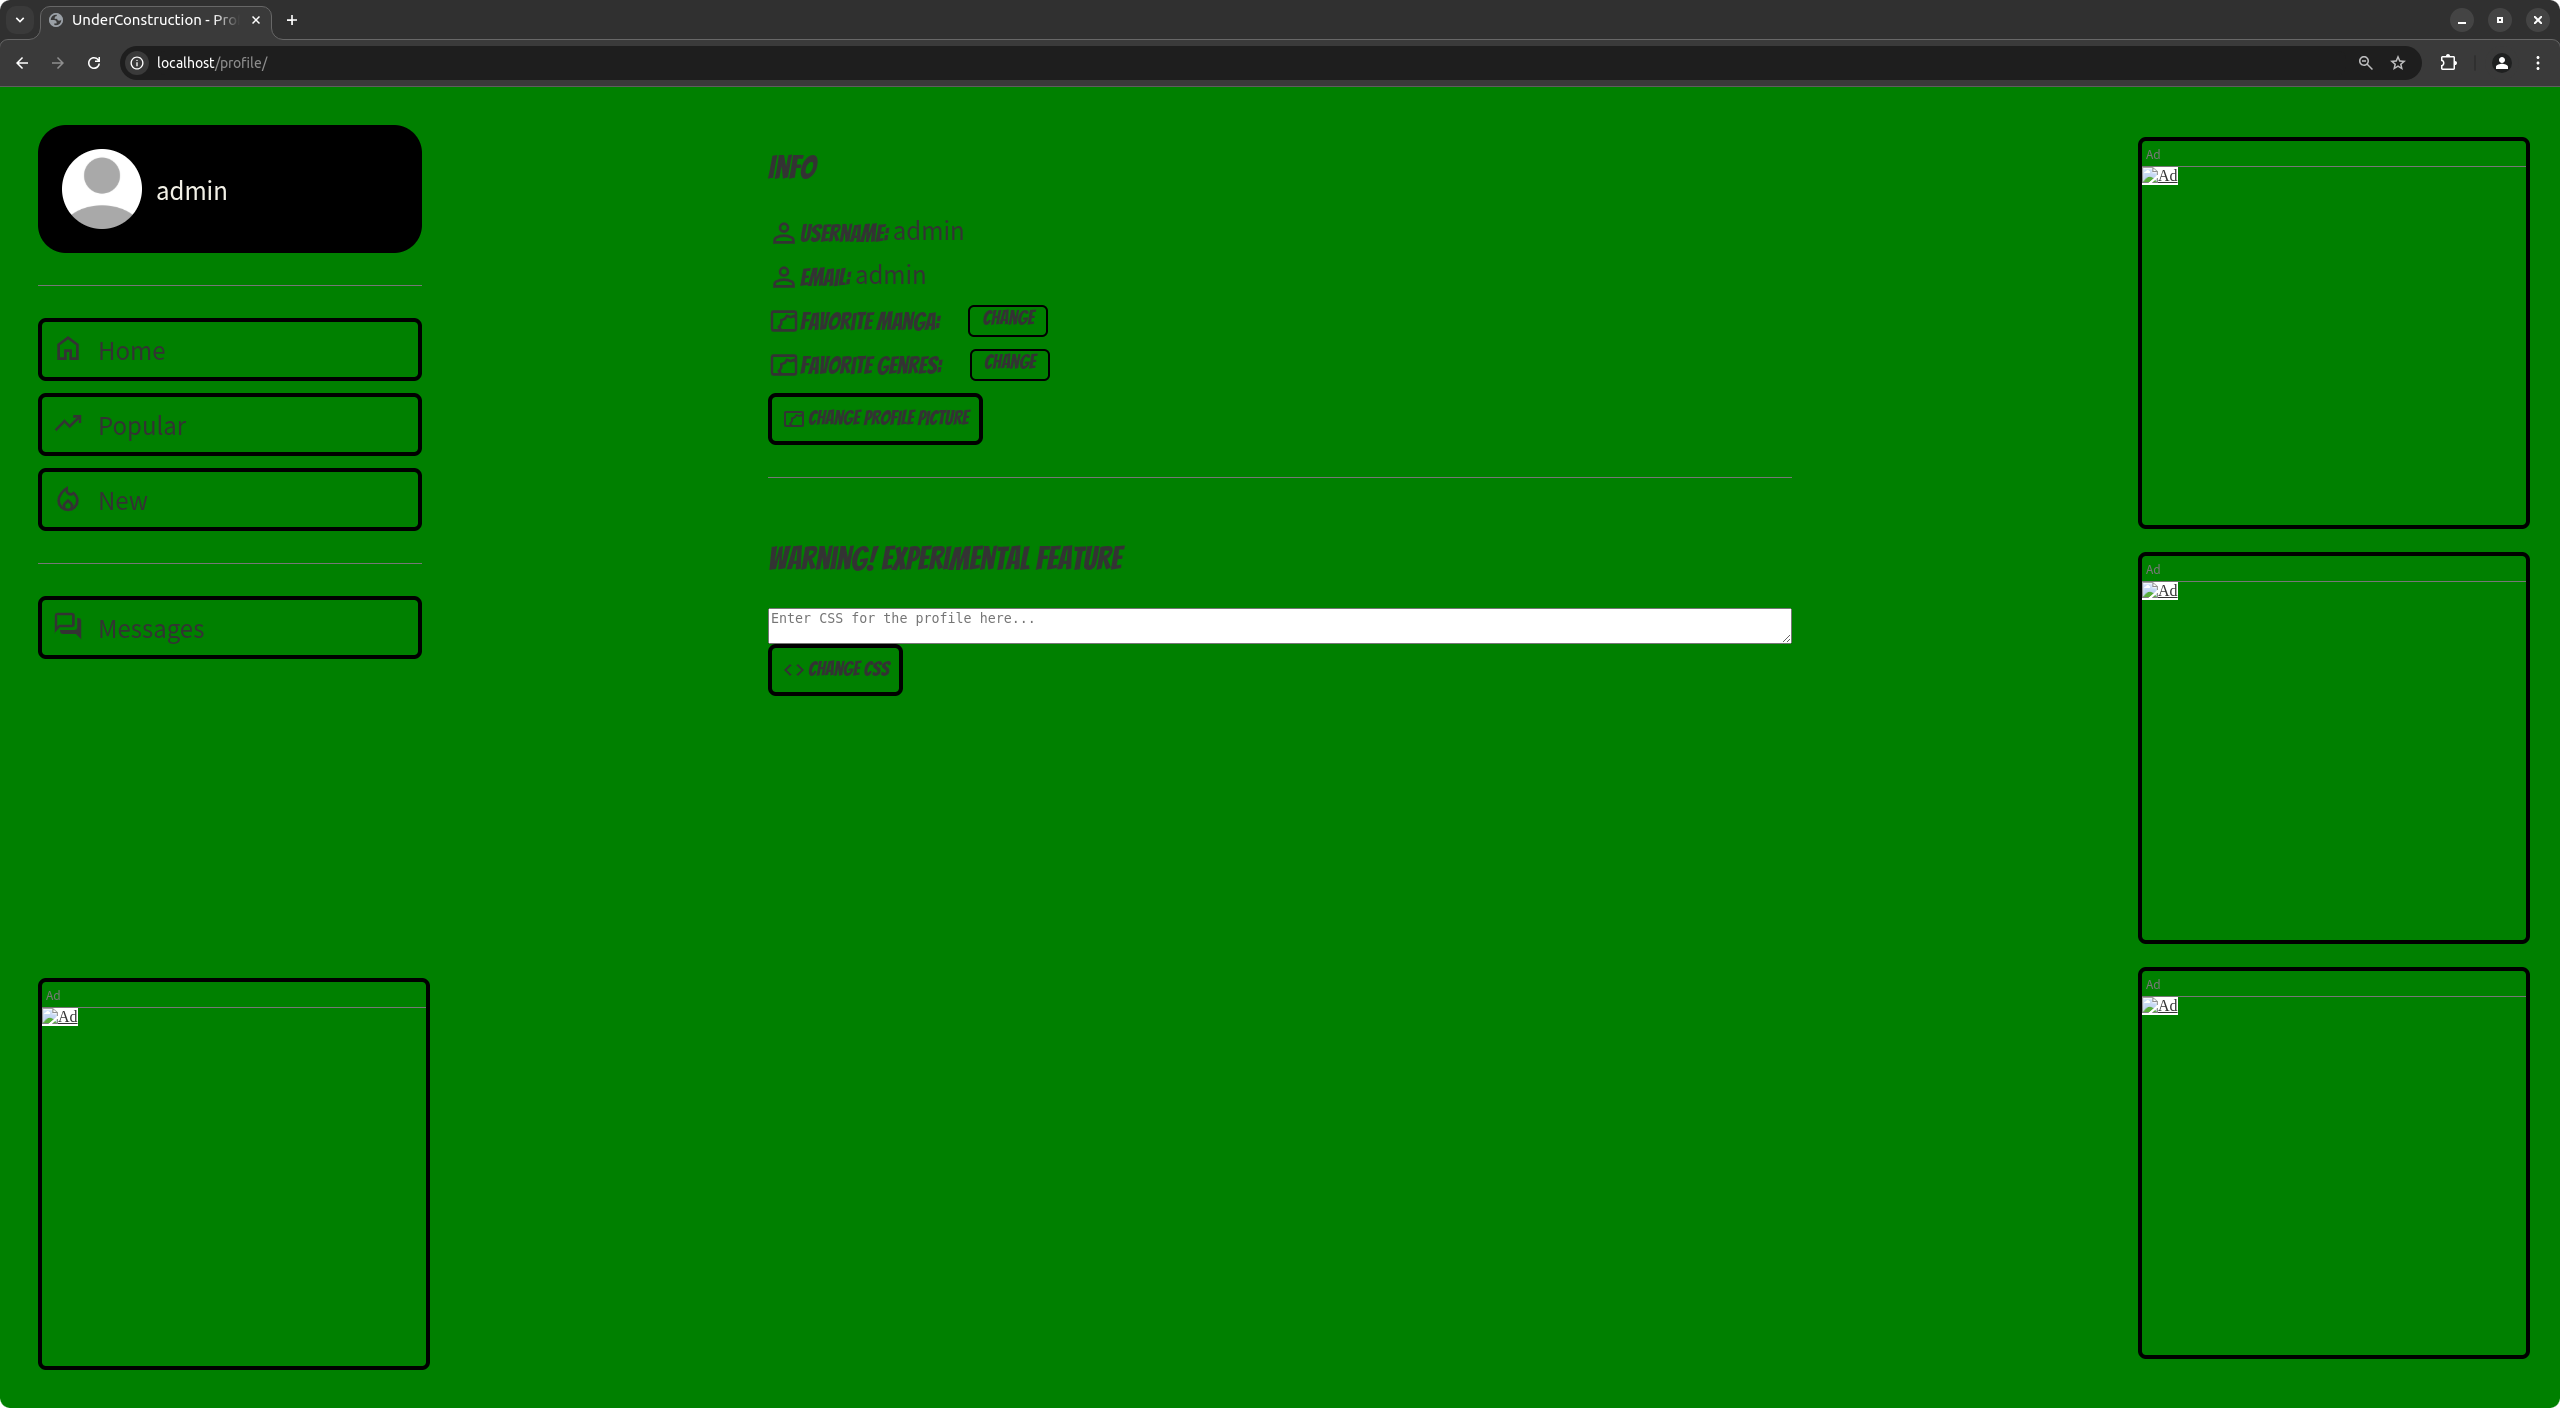 UnderConstruction - Pro
localhost/profile/
admin
Home
Popular
New
Messages
Ad
Ad
INFO
USERNAME: admin
EMAIL: admin
FAVORITE MANGA: CHANGE
FAVORITE GENRES: CHANGE
CHANGE PROFILE PICTURE
WARNING! EXPERIMENTAL FEATURE
Enter CSS for the profile here...
CHANGE CSS
Ad
Ad
Ad
Ad
Ad
Ad